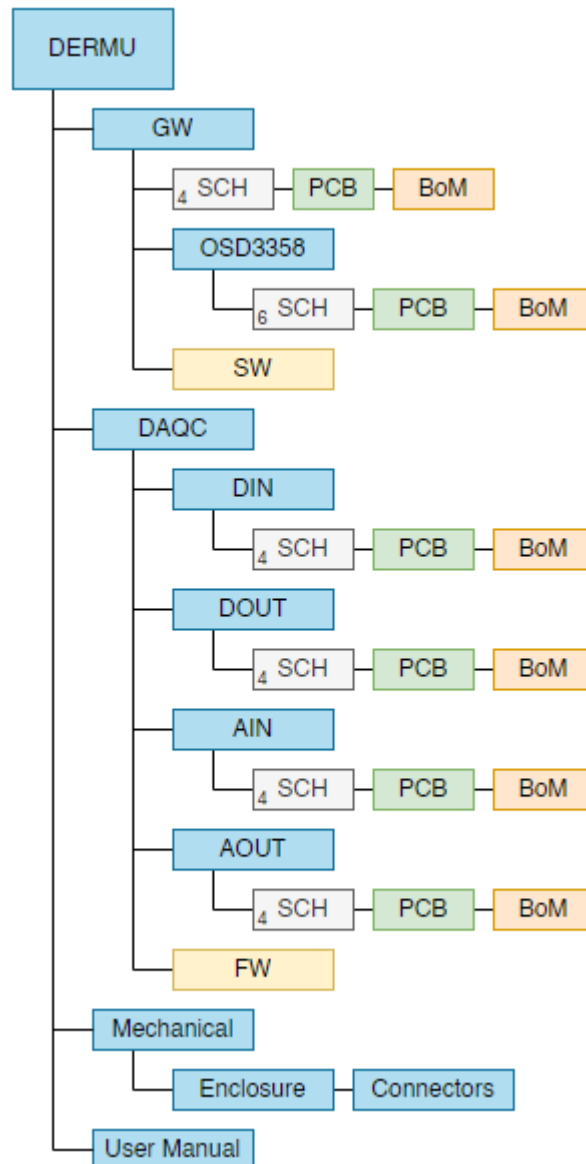 DERMU
GW
4 SCH PCB BoM
OSD3358
6 SCH PCB BoM
SW
DAQC
DIN
4 SCH PCB BoM
DOUT
4 SCH PCB BoM
AIN
4 SCH PCB BoM
AOUT
4 SCH PCB BoM
FW
Mechanical
Enclosure Connectors
User Manual